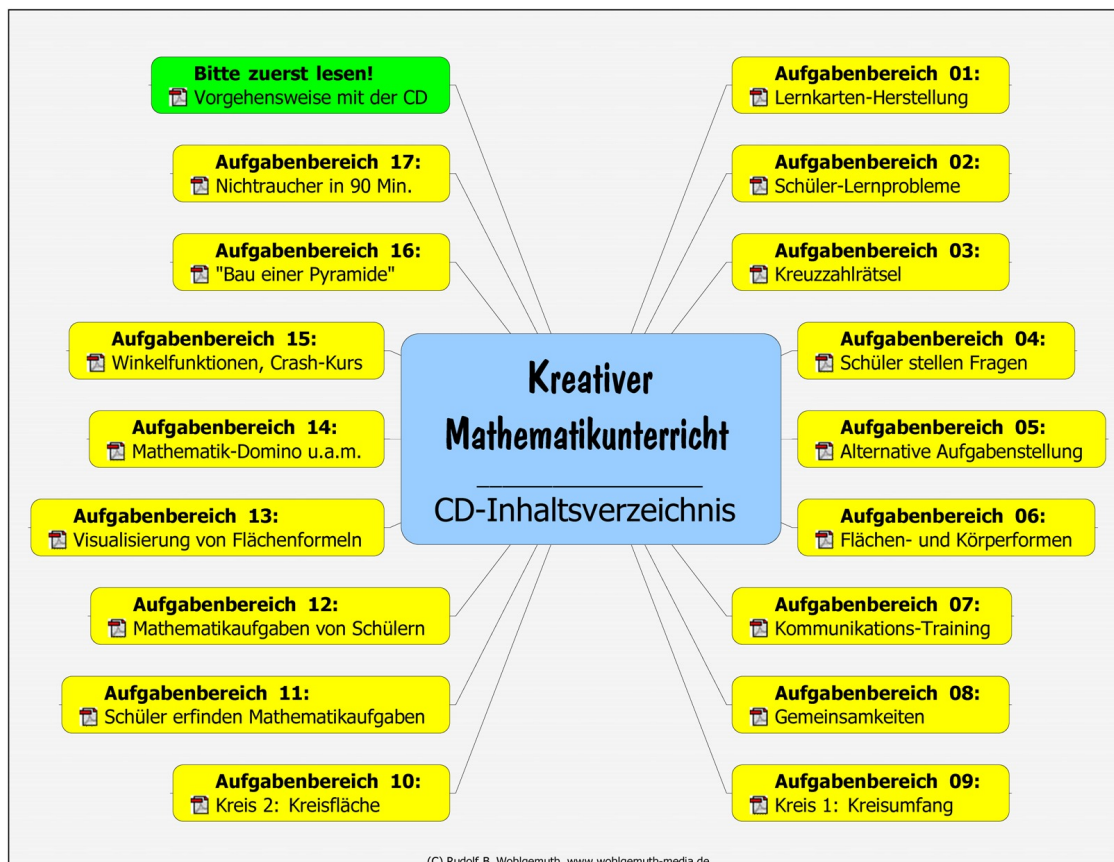 Bitte zuerst lesen!
Vorgehensweise mit der CD
Aufgabenbereich 17:
Nichtraucher in 90 Min.
Aufgabenbereich 16:
"Bau einer Pyramide"
Aufgabenbereich 15:
Winkelfunktionen, Crash-Kurs
Aufgabenbereich 14:
Mathematik-Domino u.a.m.
Aufgabenbereich 13:
Visualisierung von Flächenformeln
Aufgabenbereich 12:
Mathematikaufgaben von Schülern
Aufgabenbereich 11:
Schüler erfinden Mathematikaufgaben
Aufgabenbereich 10:
Kreis 2: Kreisfläche
Kreativer
Mathematikunterricht
CD-Inhaltsverzeichnis
Aufgabenbereich 01:
Lernkarten-Herstellung
Aufgabenbereich 02:
Schüler-Lernprobleme
Aufgabenbereich 03:
Kreuzzahlrätsel
Aufgabenbereich 04:
Schüler stellen Fragen
Aufgabenbereich 05:
Alternative Aufgabenstellung
Aufgabenbereich 06:
Flächen- und Körperformen
Aufgabenbereich 07:
Kommunikations-Training
Aufgabenbereich 08:
Gemeinsamkeiten
Aufgabenbereich 09:
Kreis 1: Kreisumfang
(C) Rudolf B. Wohlgemuth, www.wohlgemuth-media.de